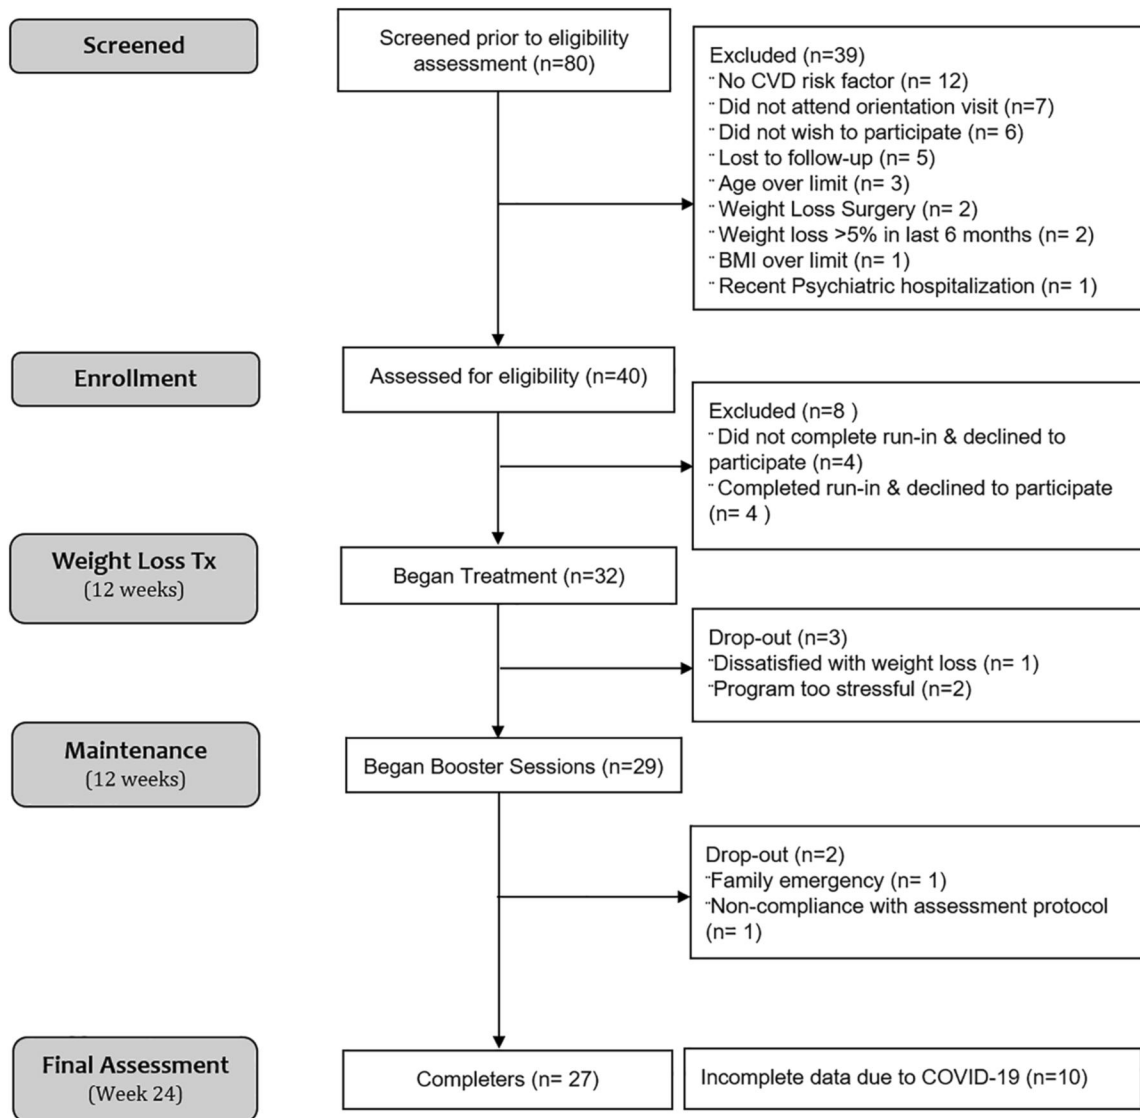 Screened
Screened prior to eligibility
assessment (n=80)
Excluded (n=39)
¨No CVD risk factor (n= 12)
¨Did not attend orientation visit (n=7)
¨Did not wish to participate (n= 6)
¨Lost to follow-up (n= 5)
¨Age over limit (n= 3)
¨Weight Loss Surgery (n= 2)
¨Weight loss >5% in last 6 months (n= 2)
¨BMI over limit (n= 1)
¨Recent Psychiatric hospitalization (n= 1)
Enrollment
Assessed for eligibility (n=40)
Excluded (n=8 )
¨Did not complete run-in & declined to
participate (n=4)
¨Completed run-in & declined to participate
(n= 4 )
Weight Loss Tx
(12 weeks)
Began Treatment (n=32)
Drop-out (n=3)
¨Dissatisfied with weight loss (n= 1)
¨Program too stressful (n=2)
Maintenance
(12 weeks)
Began Booster Sessions (n=29)
Drop-out (n=2)
¨Family emergency (n= 1)
¨Non-compliance with assessment protocol
(n= 1)
Final Assessment
(Week 24)
Completers (n= 27)
Incomplete data due to COVID-19 (n=10)